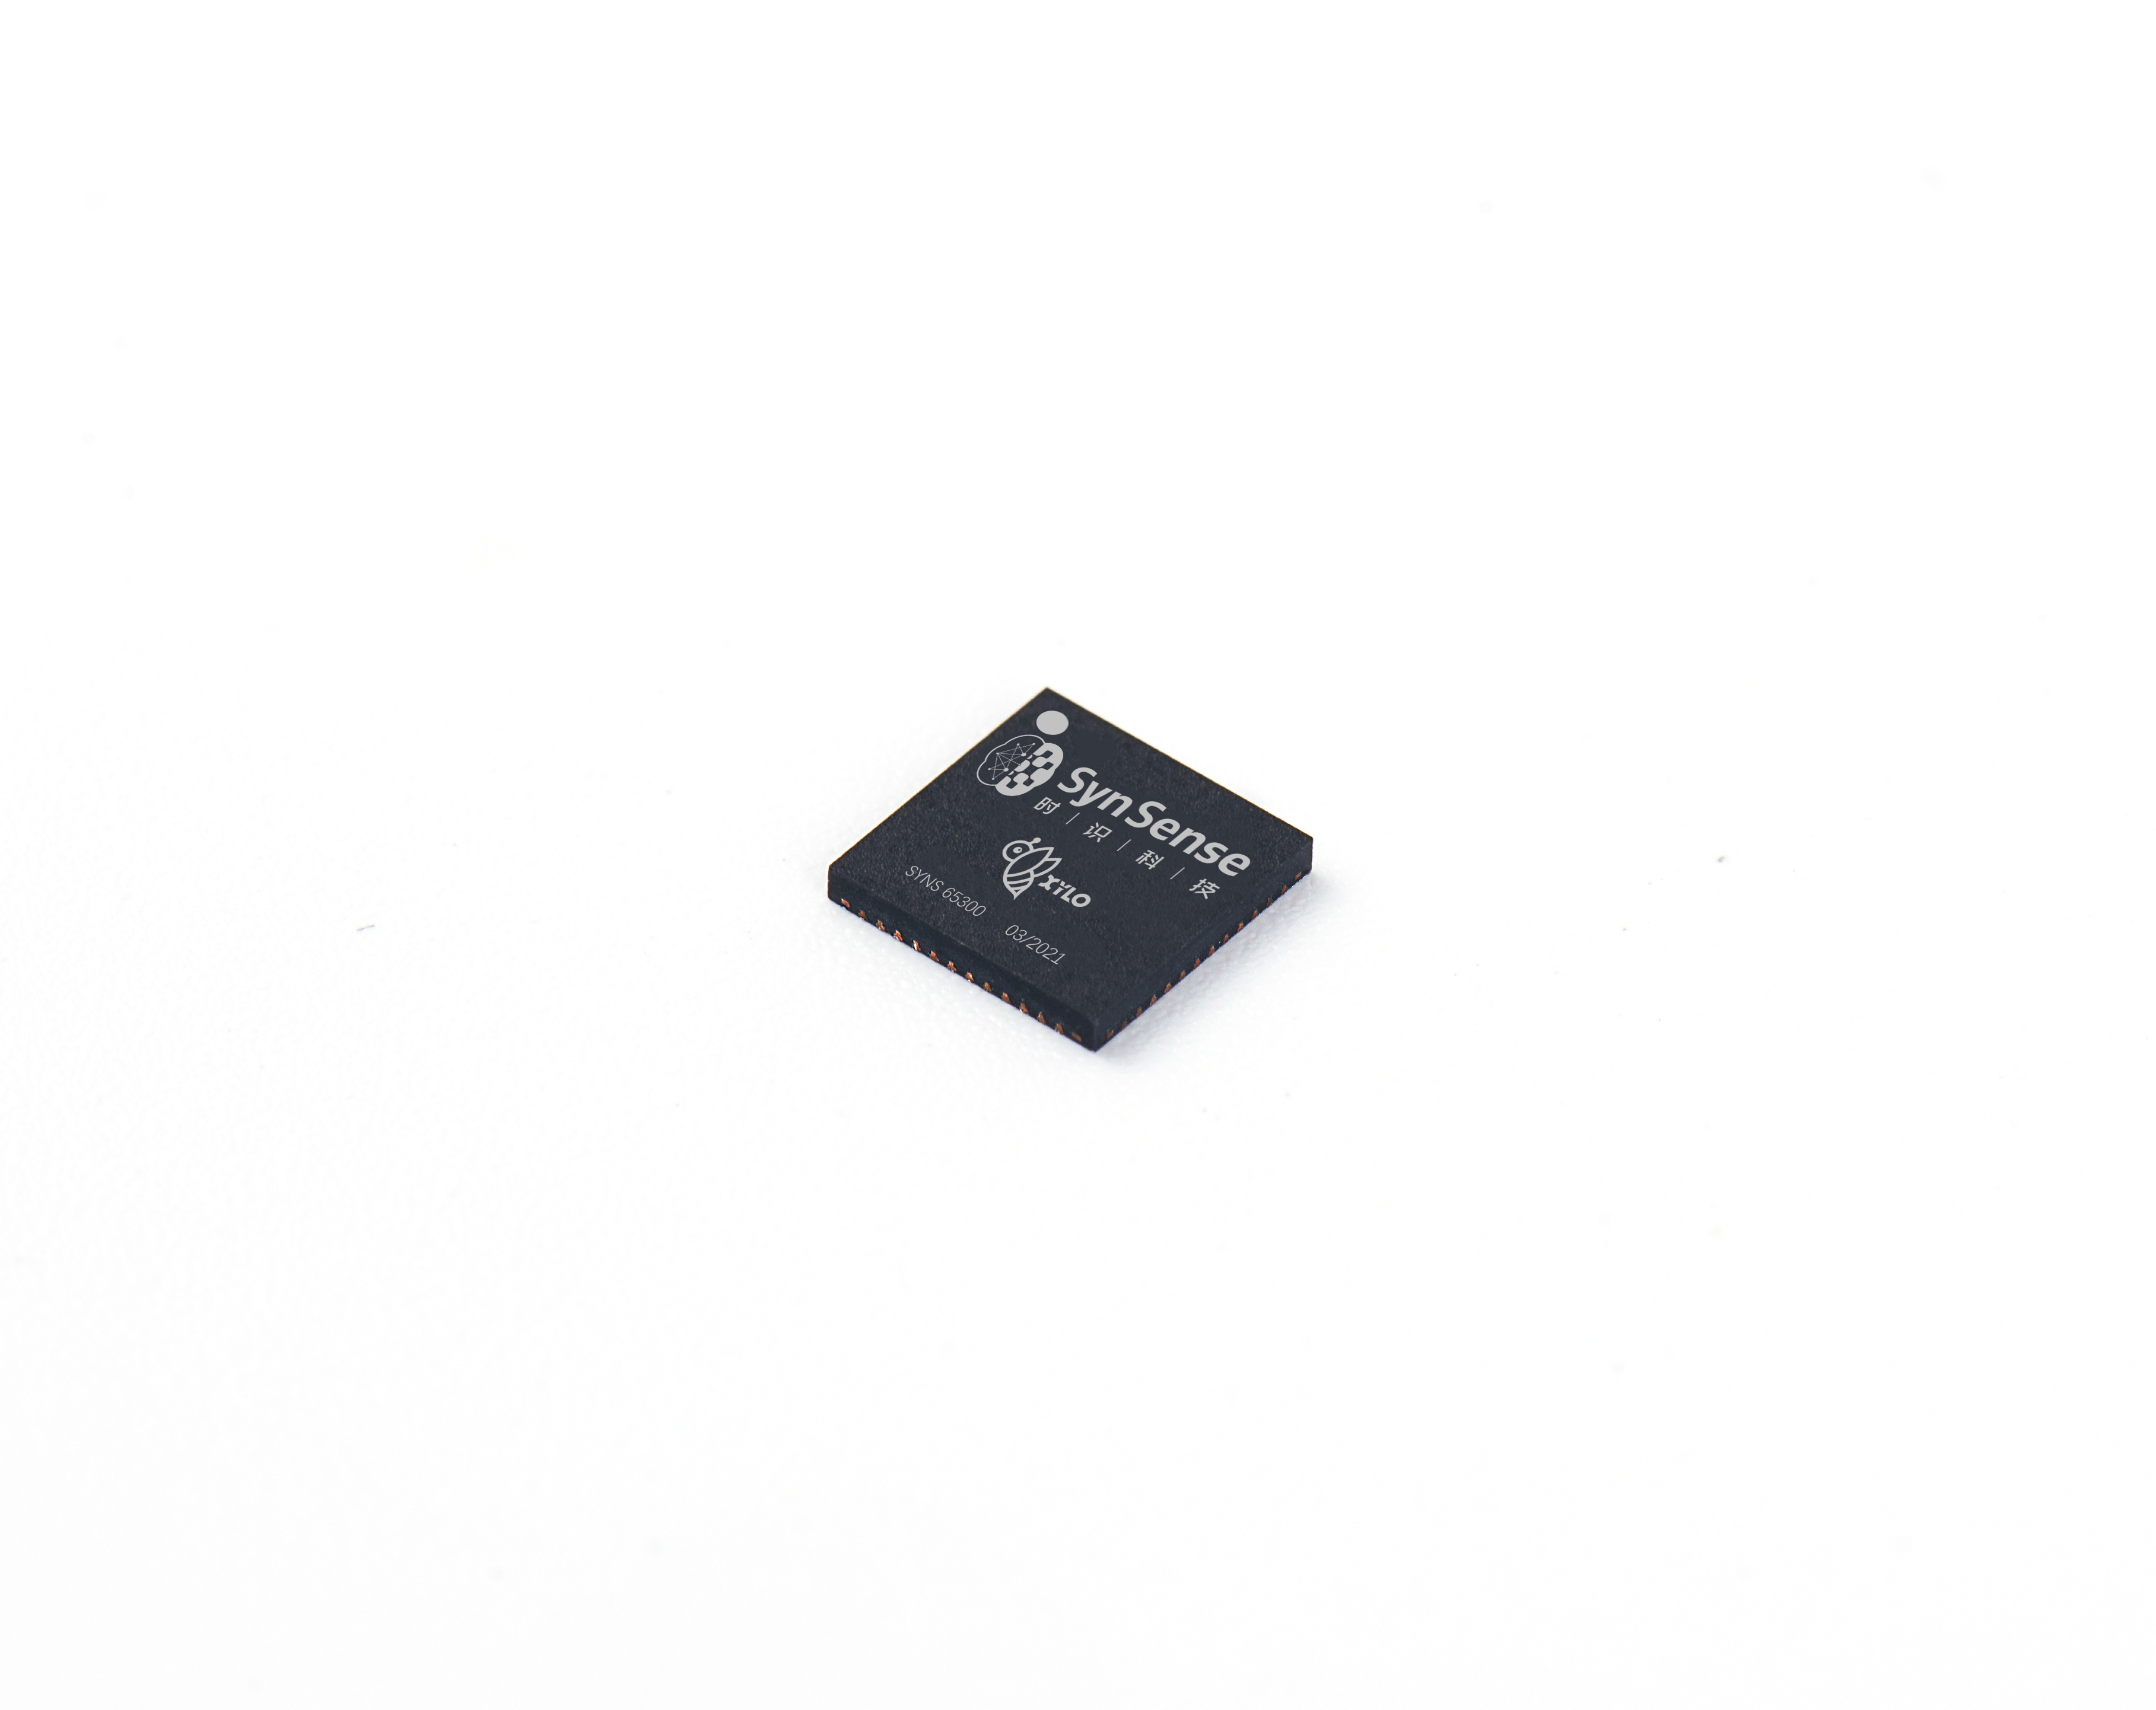 SynSense
时 | 识 | 科 | 技
XYLO
SYNS 65300 03/2021